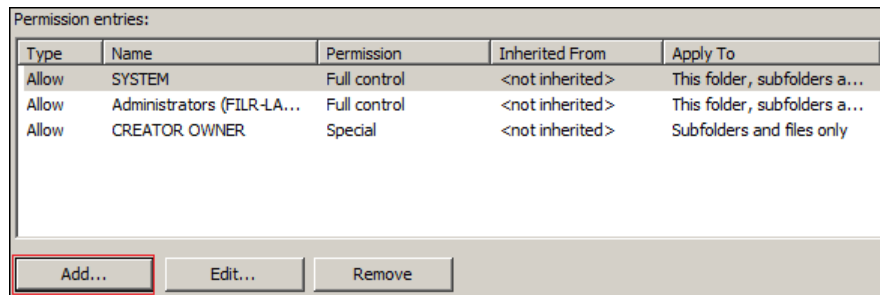 Permission entries:
Type Name Permission Inherited From Apply To
Allow SYSTEM Full control <not inherited> This folder, subfolders a...
Allow Administrators (FILR-LA... Full control <not inherited> This folder, subfolders a...
Allow CREATOR OWNER Special <not inherited> Subfolders and files only
Add... Edit... Remove